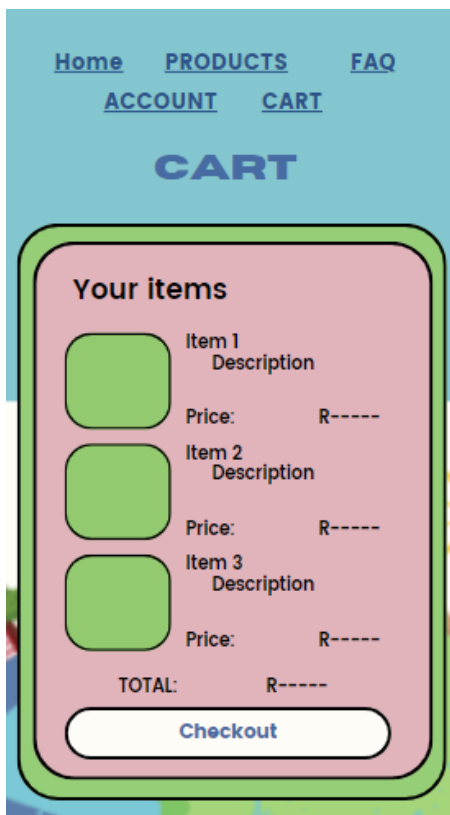 Home PRODUCTS FAQ
ACCOUNT CART
CART
Your items
Item 1
Description
Price: R-----
Item 2
Description
Price: R-----
Item 3
Description
Price: R-----
TOTAL: R-----
Checkout